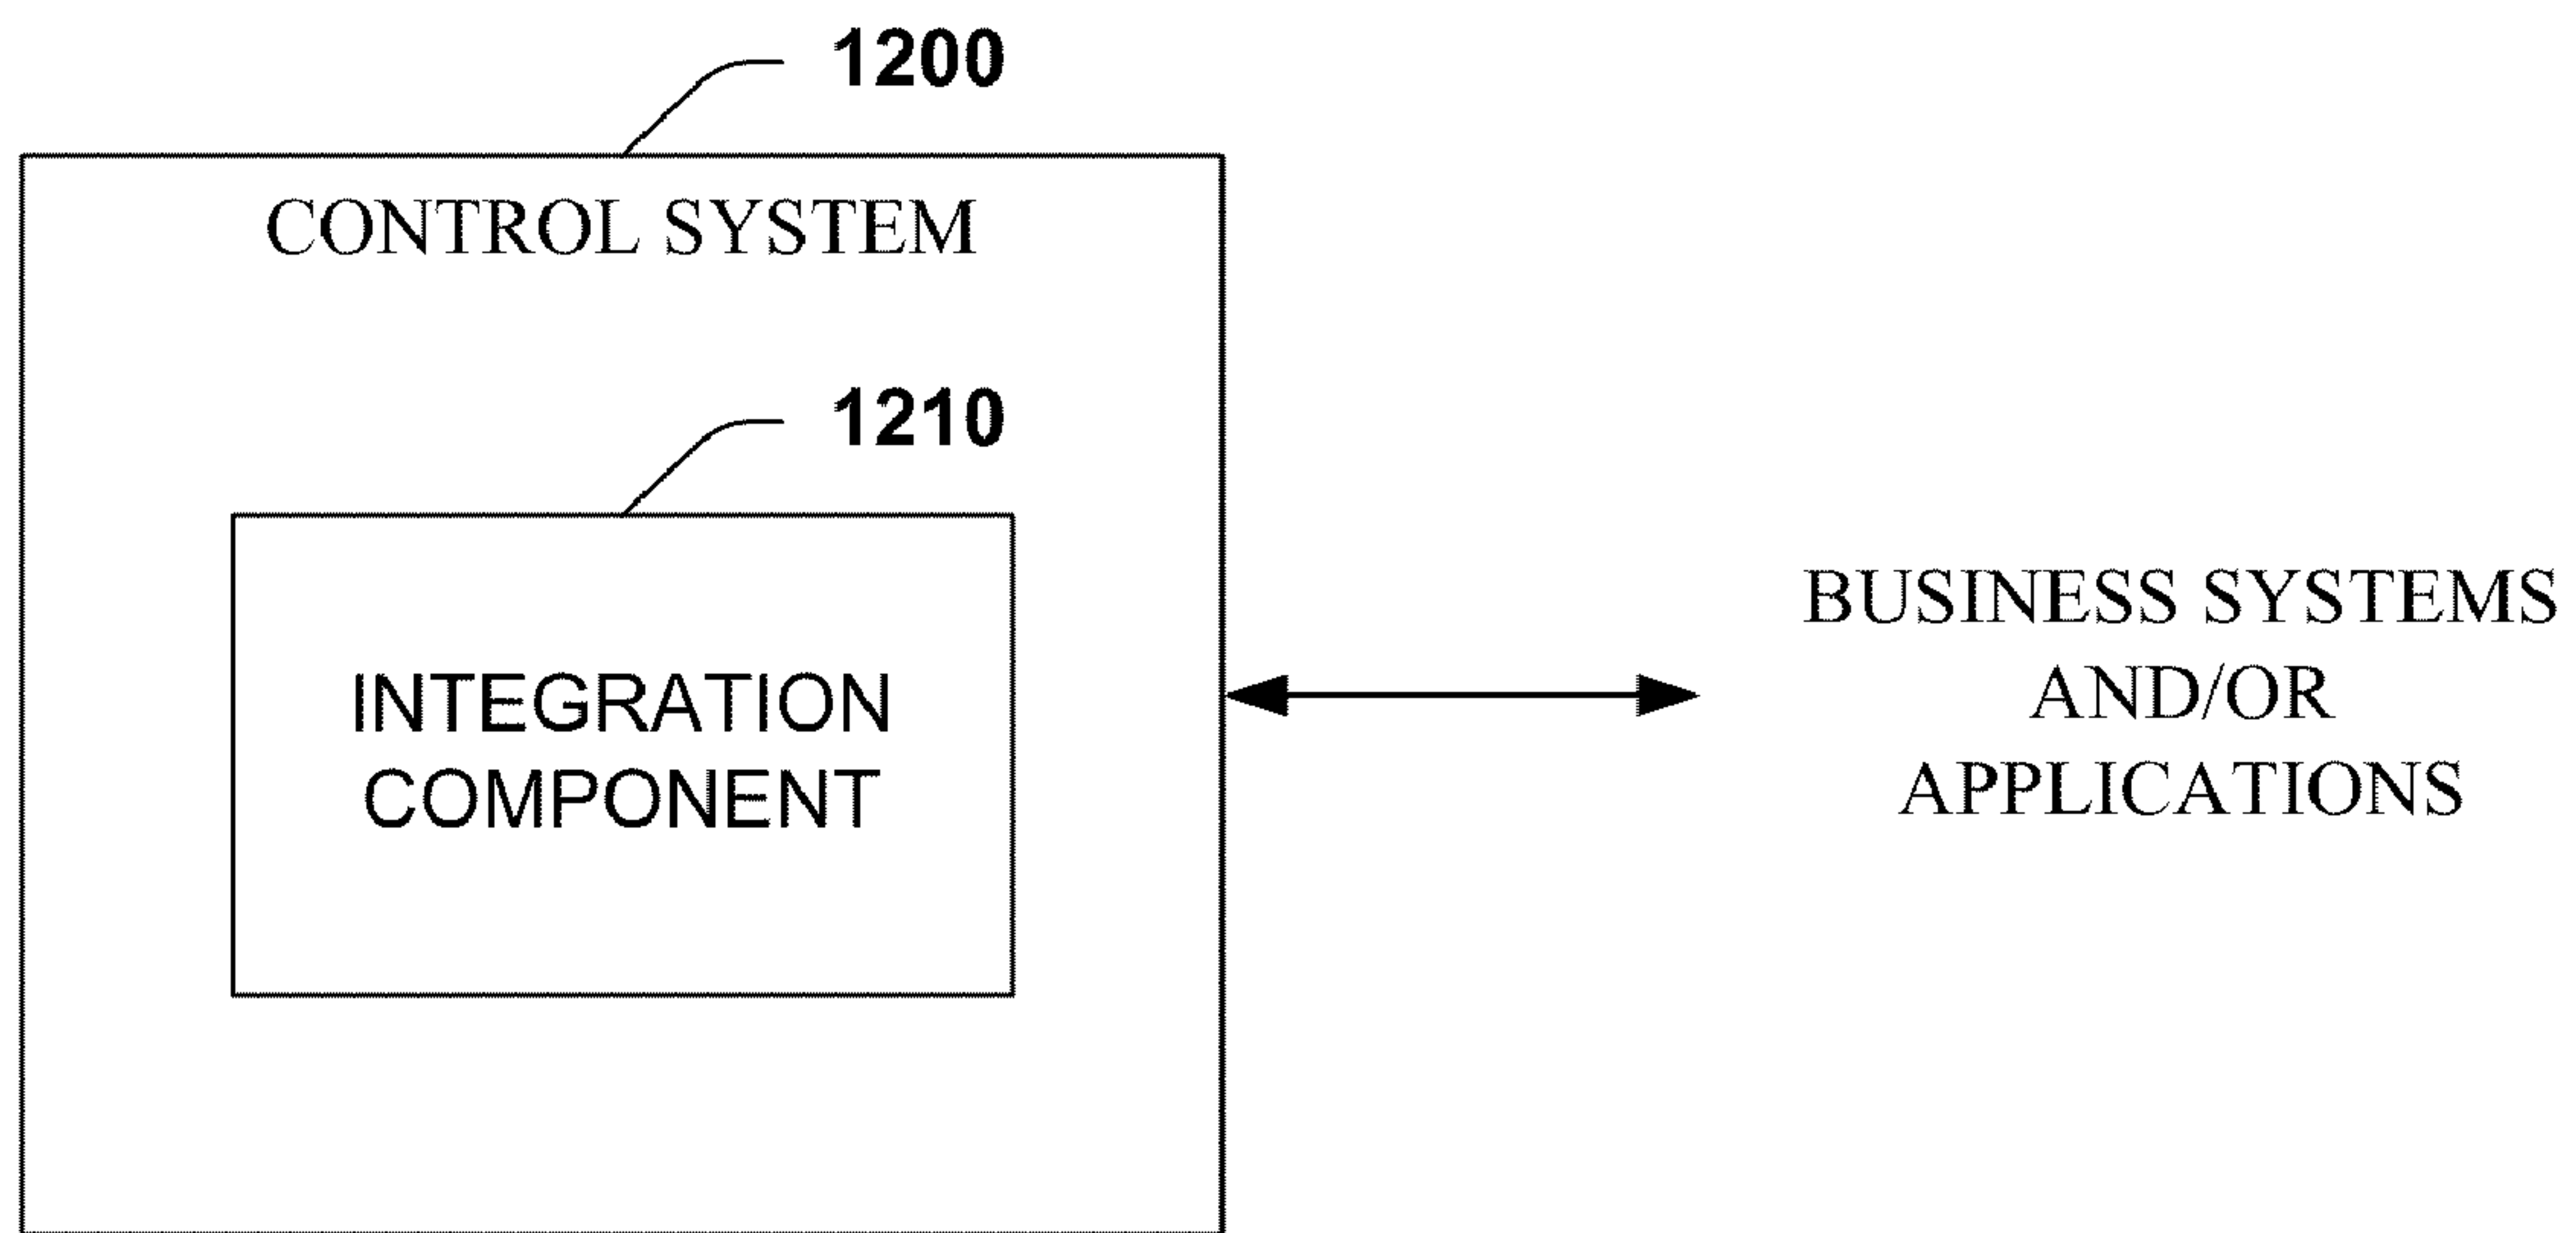 1200
CONTROL SYSTEM
1210
INTEGRATION
COMPONENT
BUSINESS SYSTEMS
AND/OR
APPLICATIONS